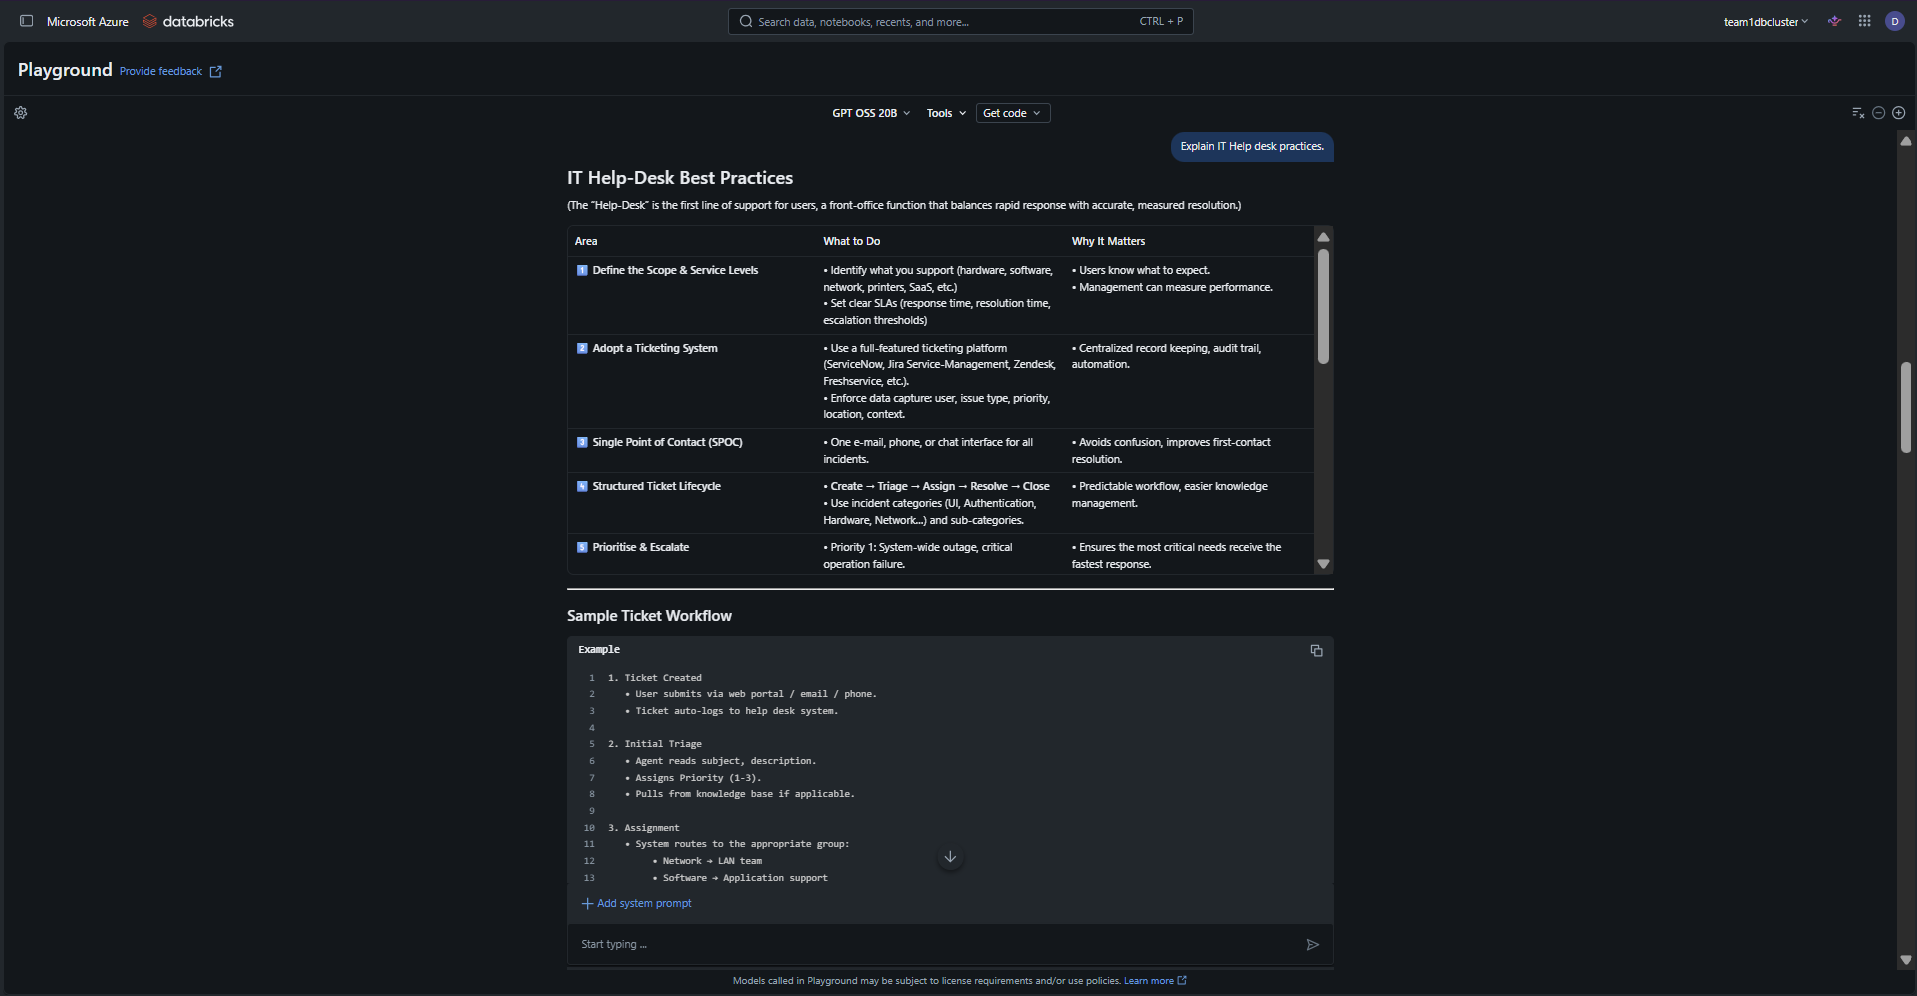 Microsoft Azure databricks
Search data, notebooks, recents, and more...
CTRL + P
team1dbcluster
D
Playground Provide feedback
GPT OSS 20B
Tools
Get code
Explain IT Help desk practices.
IT Help-Desk Best Practices
(The “Help-Desk” is the first line of support for users, a front-office function that balances rapid response with accurate, measured resolution.)
Area
What to Do
Why It Matters
1 Define the Scope & Service Levels
• Identify what you support (hardware, software,
network, printers, SaaS, etc.)
• Set clear SLAs (response time, resolution time,
escalation thresholds)
• Users know what to expect.
• Management can measure performance.
2 Adopt a Ticketing System
• Use a full-featured ticketing platform
(ServiceNow, Jira Service-Management, Zendesk,
Freshservice, etc.).
• Enforce data capture: user, issue type, priority,
location, context.
• Centralized record keeping, audit trail,
automation.
3 Single Point of Contact (SPOC)
• One e-mail, phone, or chat interface for all
incidents.
• Avoids confusion, improves first-contact
resolution.
4 Structured Ticket Lifecycle
• Create → Triage → Assign → Resolve → Close
• Use incident categories (UI, Authentication,
Hardware, Network…) and sub-categories.
• Predictable workflow, easier knowledge
management.
5 Prioritise & Escalate
• Priority 1: System-wide outage, critical
operation failure.
• Ensures the most critical needs receive the
fastest response.
Sample Ticket Workflow
Example
1 1. Ticket Created
2 • User submits via web portal / email / phone.
3 • Ticket auto-logs to help desk system.
4
5 2. Initial Triage
6 • Agent reads subject, description.
7 • Assigns Priority (1-3).
8 • Pulls from knowledge base if applicable.
9
10 3. Assignment
11 • System routes to the appropriate group:
12 • Network → LAN team
13 • Software → Application support
Add system prompt
Start typing ...
Models called in Playground may be subject to license requirements and/or use policies. Learn more